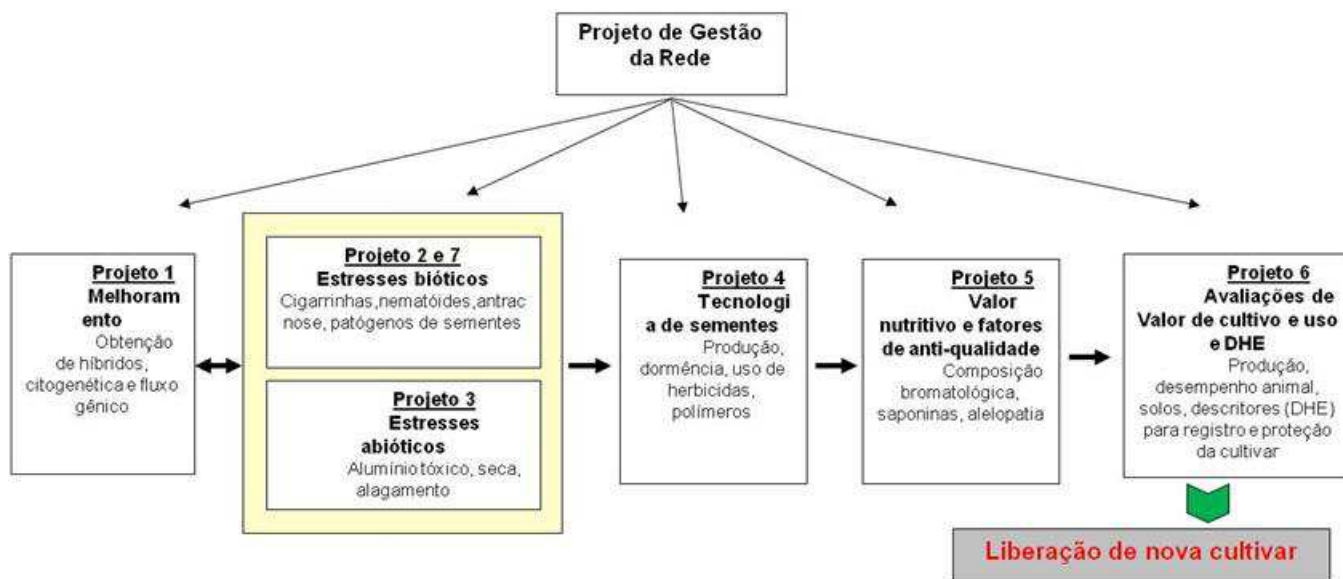 Projeto de Gestão
da Rede
Projeto 1
Melhoram
ento
Obtenção
de híbridos,
citogenética e fluxo
gênico
Projeto 2 e 7
Estresses bióticos
Cigarrinhas,nematóides,antrac
nose, patógenos de sementes
Projeto 3
Estresses
abióticos
Alumínio tóxico, seca,
alagamento
Projeto 4
Tecnologi
a de sementes
Produção,
dormência, uso de
herbicidas,
polímeros
Projeto 5
Valor
nutritivo e fatores
de anti-qualidade
Composição
bromatológica,
saponinas, alelopatia
Projeto 6
Avaliações de
Valor de cultivo e uso
e DHE
Produção,
desempenho animal,
solos, descritores (DHE)
para registro e proteção
da cultivar
Liberação de nova cultivar